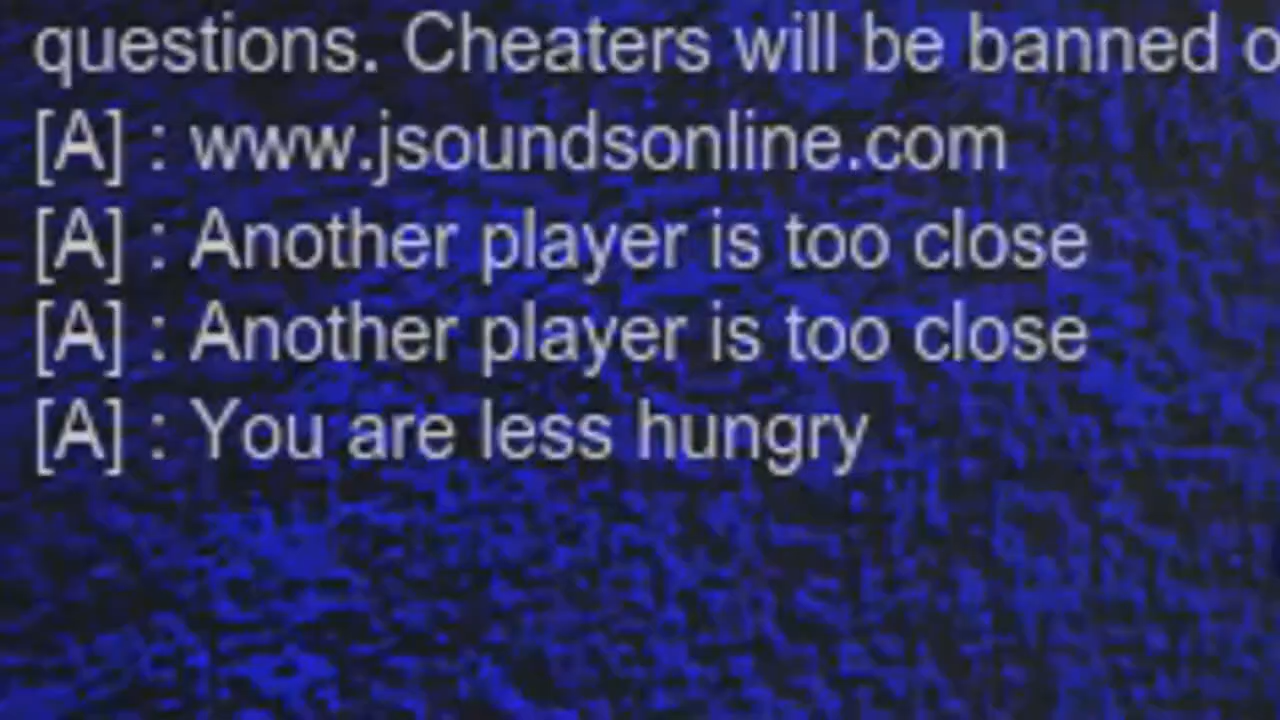 questions. Cheaters will be banned o
[A] : www.jsoundsonline.com
[A] : Another player is too close
[A] : Another player is too close
[A] : You are less hungry